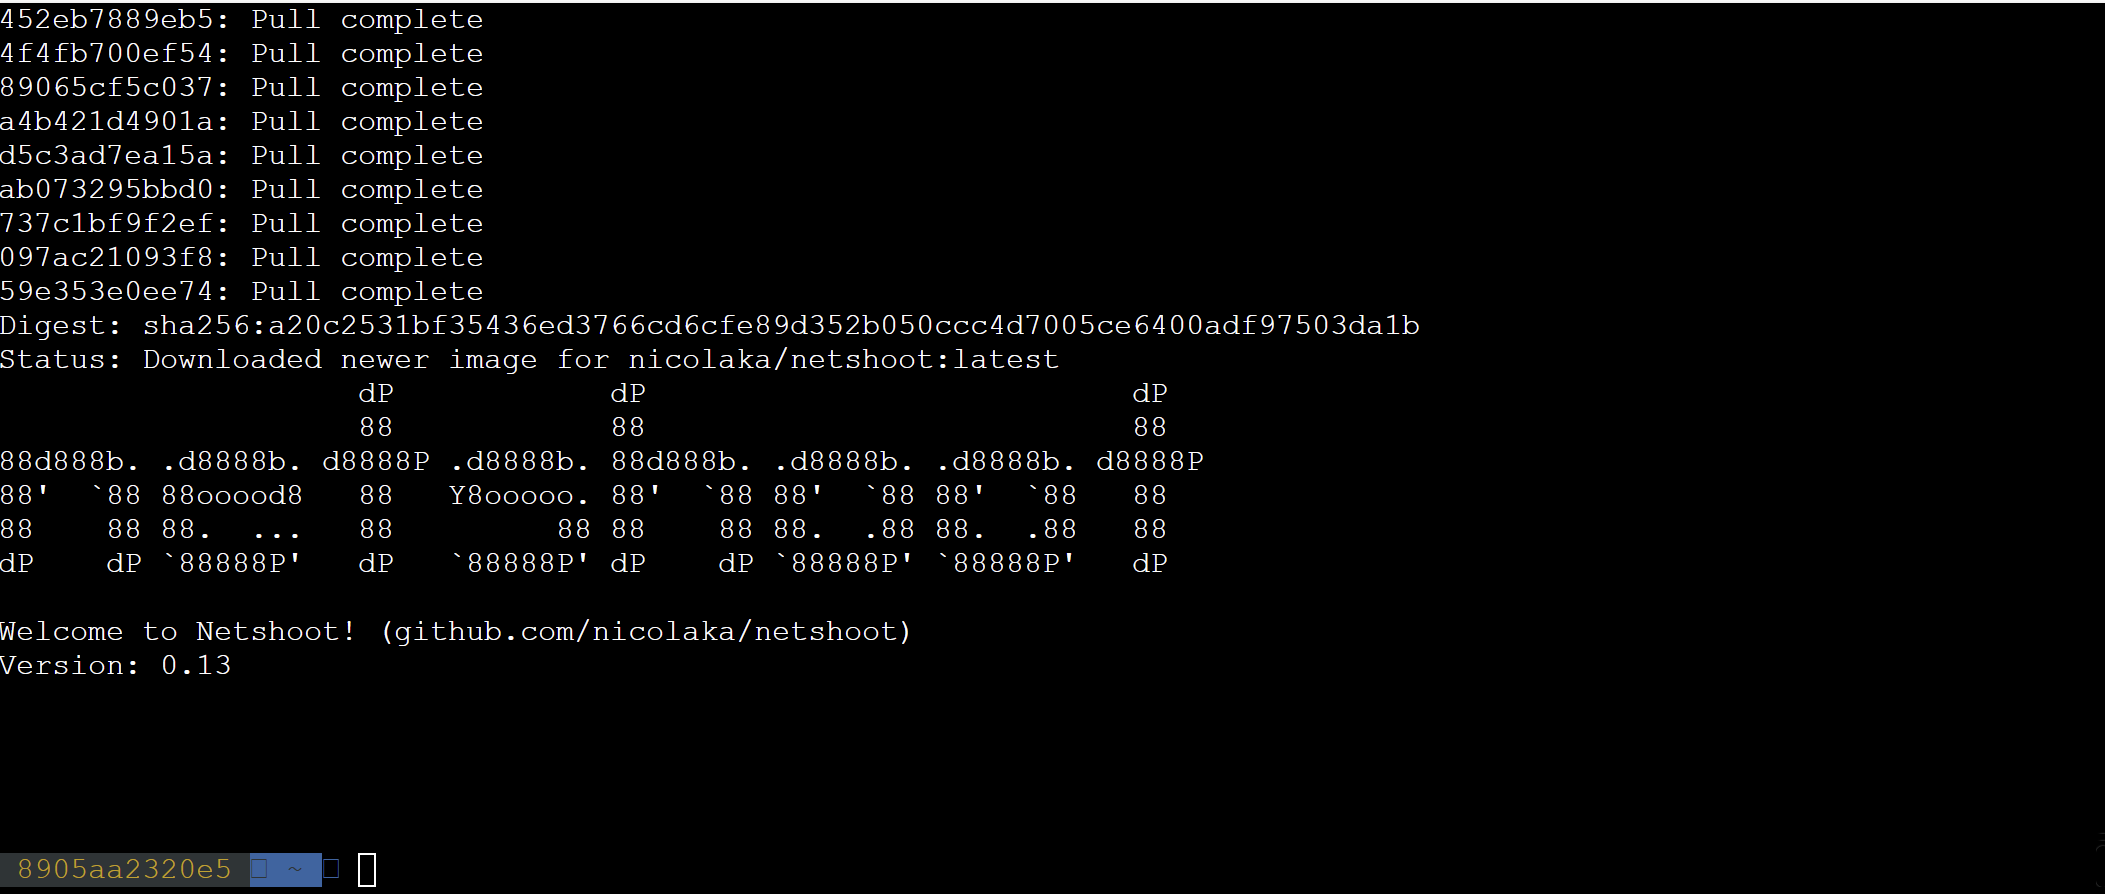 452eb7889eb5: Pull complete
4f4fb700ef54: Pull complete
89065cf5c037: Pull complete
a4b421d4901a: Pull complete
d5c3ad7ea15a: Pull complete
ab073295bbd0: Pull complete
737c1bf9f2ef: Pull complete
097ac21093f8: Pull complete
59e353e0ee74: Pull complete
Digest: sha256:a20c2531bf35436ed3766cd6cfe89d352b050ccc4d7005ce6400adf97503da1b
Status: Downloaded newer image for nicolaka/netshoot:latest
                    dP            dP                           dP
                    88            88                           88
88d888b. .d8888b. d8888P .d8888b. 88d888b. .d8888b. .d8888b. d8888P
88'  `88 88ooood8   88   Y8ooooo. 88'  `88 88'  `88 88'  `88   88
88    88 88.  ...   88         88 88    88 88.  .88 88.  .88   88
dP    dP `88888P'   dP   `88888P' dP    dP `88888P' `88888P'   dP
Welcome to Netshoot! (github.com/nicolaka/netshoot)
Version: 0.13
8905aa2320e5 ~